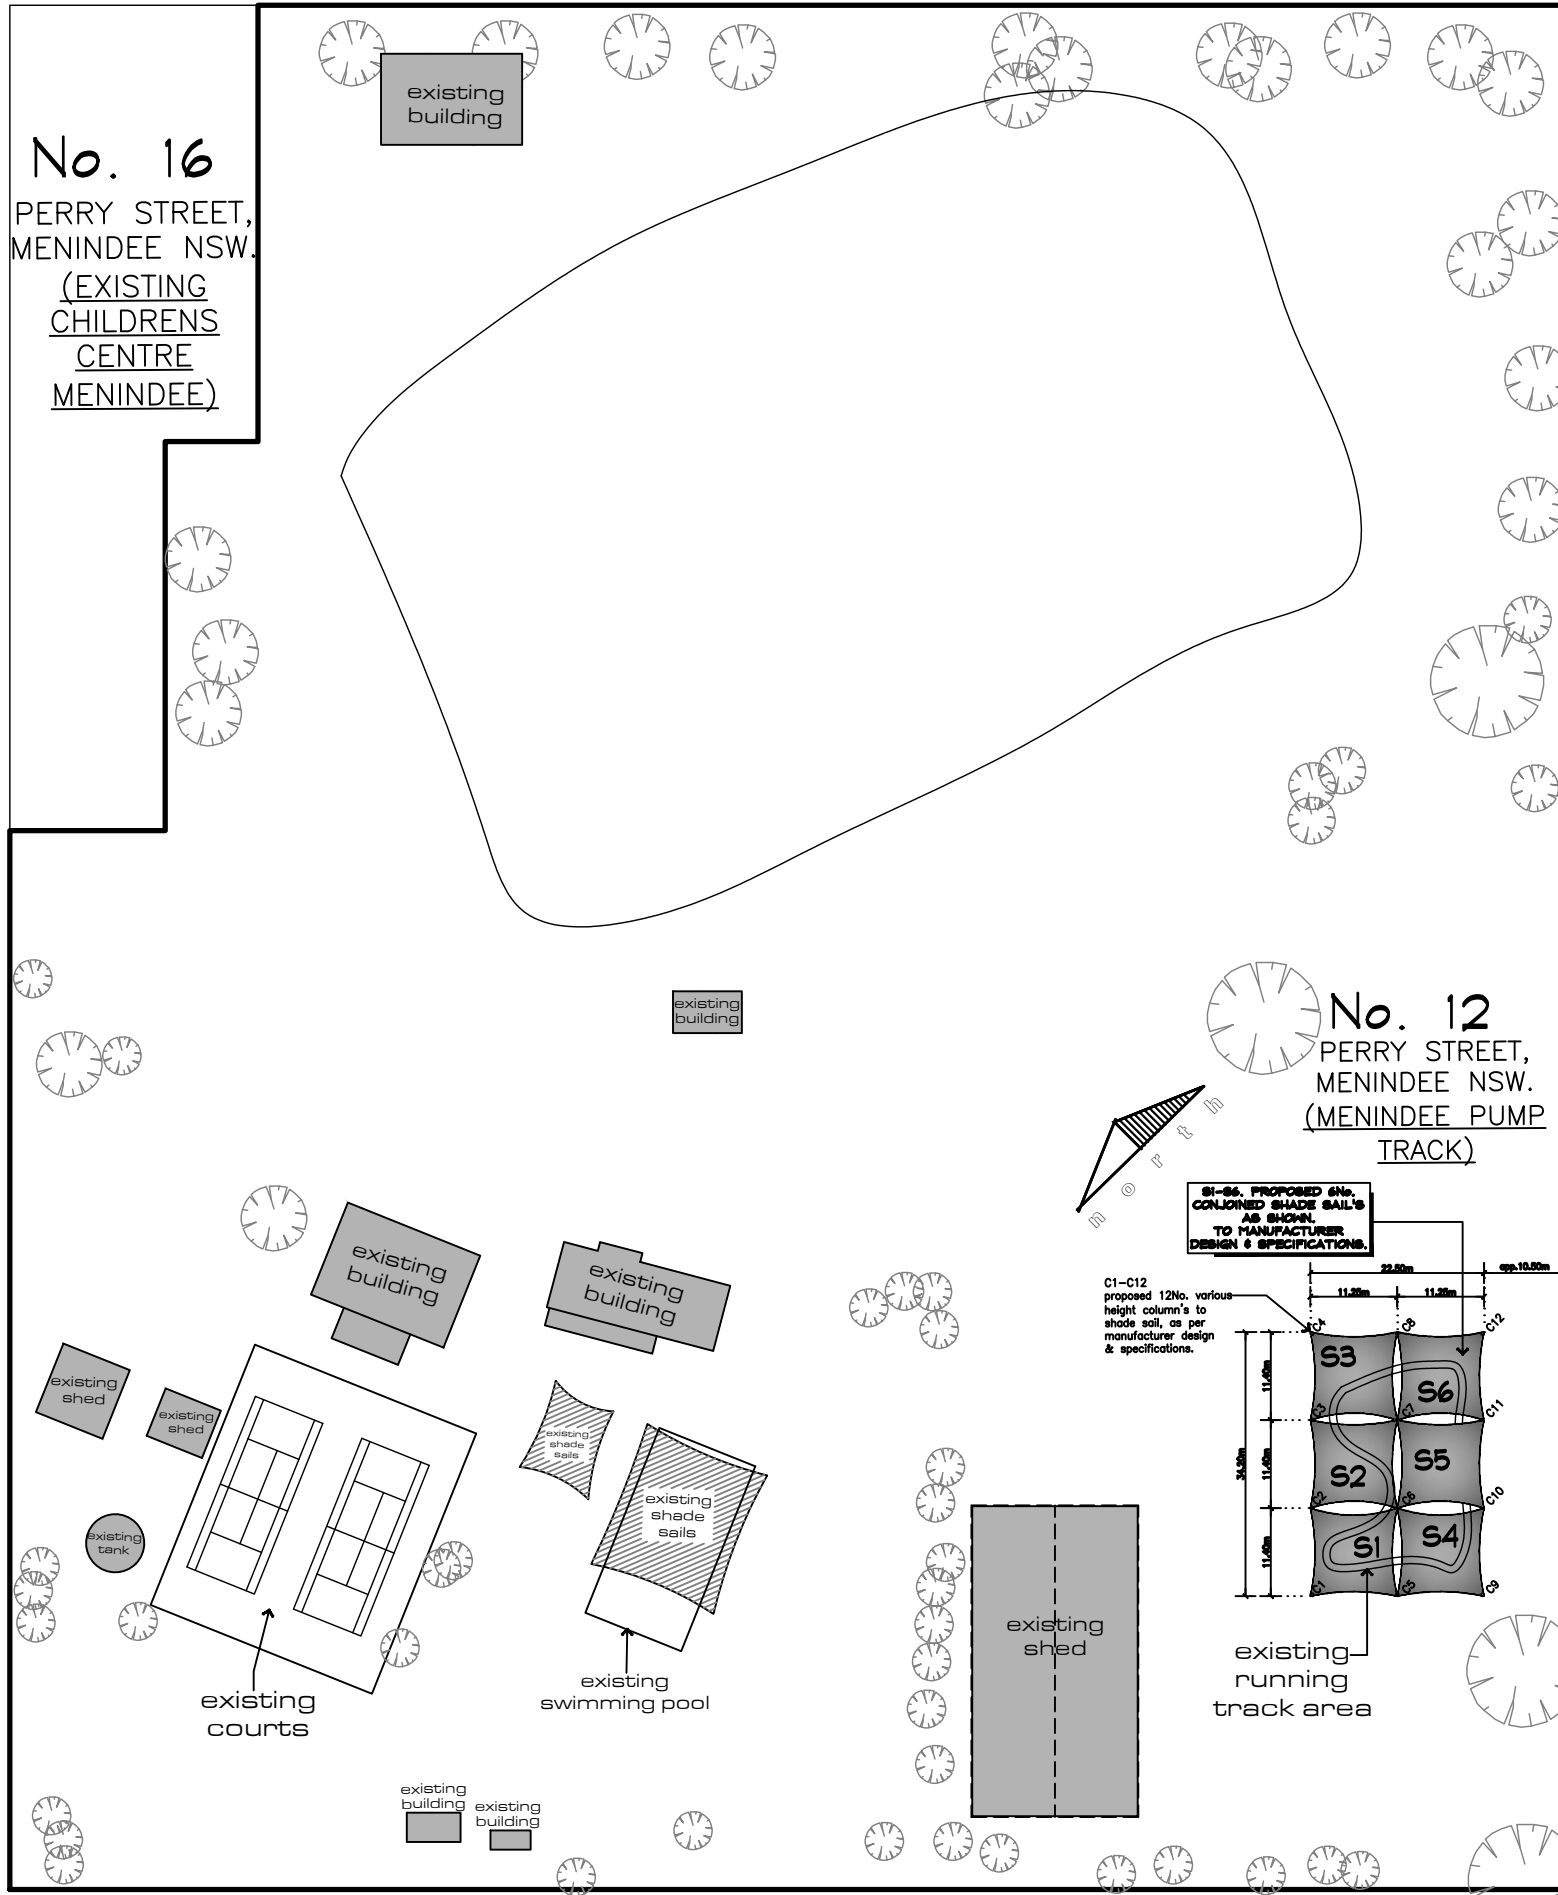 existing
building
No. 16
PERRY STREET,
MENINDEE NSW.
(EXISTING
CHILDRENS
CENTRE
MENINDEE)
existing
building
No. 12
PERRY STREET,
MENINDEE NSW.
(MENINDEE PUMP
TRACK)
north
S1-S6. PROPOSED 6No.
CONJOINED SHADE SAIL'S
AS SHOWN.
TO MANUFACTURER
DESIGN & SPECIFICATIONS.
C1-C12
proposed 12No. various
height column's to
shade sail, as per
manufacturer design
& specifications.
22.50m
app.10.50m
11.25m
11.25m
C4
C8
C12
S3
S6
11.40m
C3
C7
C11
34.20m
11.40m
S2
S5
C2
C6
C10
11.40m
S1
S4
C1
C5
C9
existing
running
track area
existing
building
existing
building
existing
shed
existing
shed
existing
shade
sails
existing
shade
sails
existing
tank
existing
shed
existing
courts
existing
swimming pool
existing
building
existing
building